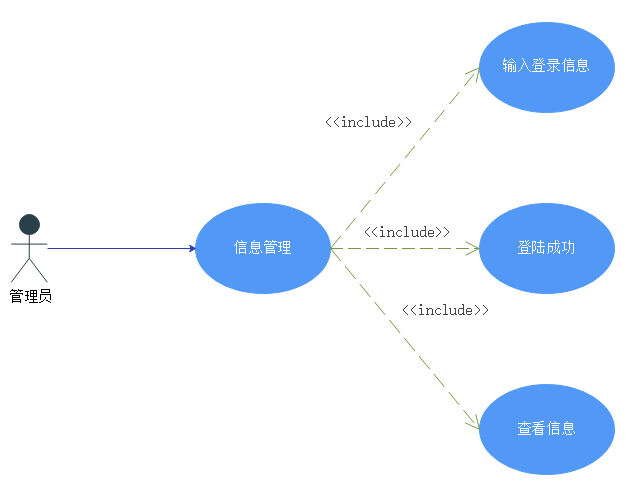 输入登录信息
<<include>>
<<include>>
信息管理
登陆成功
管理员
<<include>>
查看信息